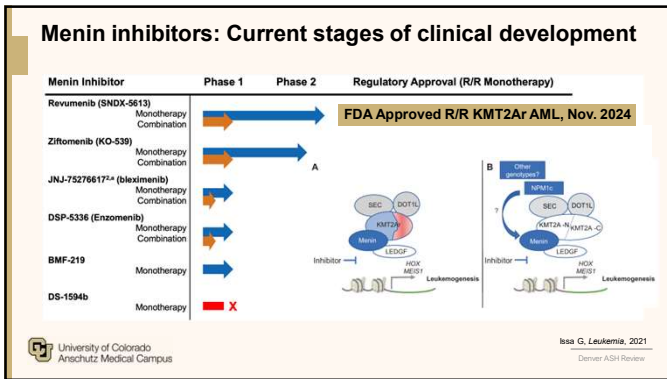 Menin inhibitors: Current stages of clinical development
Menin Inhibitor Phase 1 Phase 2 Regulatory Approval (R/R Monotherapy)
Revumenib (SNDX-5613)
Monotherapy
Combination
FDA Approved R/R KMT2Ar AML, Nov. 2024
Ziftomenib (KO-539)
Monotherapy
Combination
JNJ-75276617²,ᵃ (bleximenib)
Monotherapy
Combination
DSP-5336 (Enzomenib)
Monotherapy
Combination
BMF-219
Monotherapy
DS-1594b
Monotherapy
X
A
SEC
DOT1L
KMT2Ar
Menin
LEDGF
Inhibitor
HOX
MEIS1
Leukemogenesis
B
Other
genotypes?
NPM1c
?
SEC
DOT1L
KMT2A -N
KMT2A -C
Menin
LEDGF
Inhibitor
HOX
MEIS1
Leukemogenesis
University of Colorado
Anschutz Medical Campus
Issa G, Leukemia, 2021
Denver ASH Review